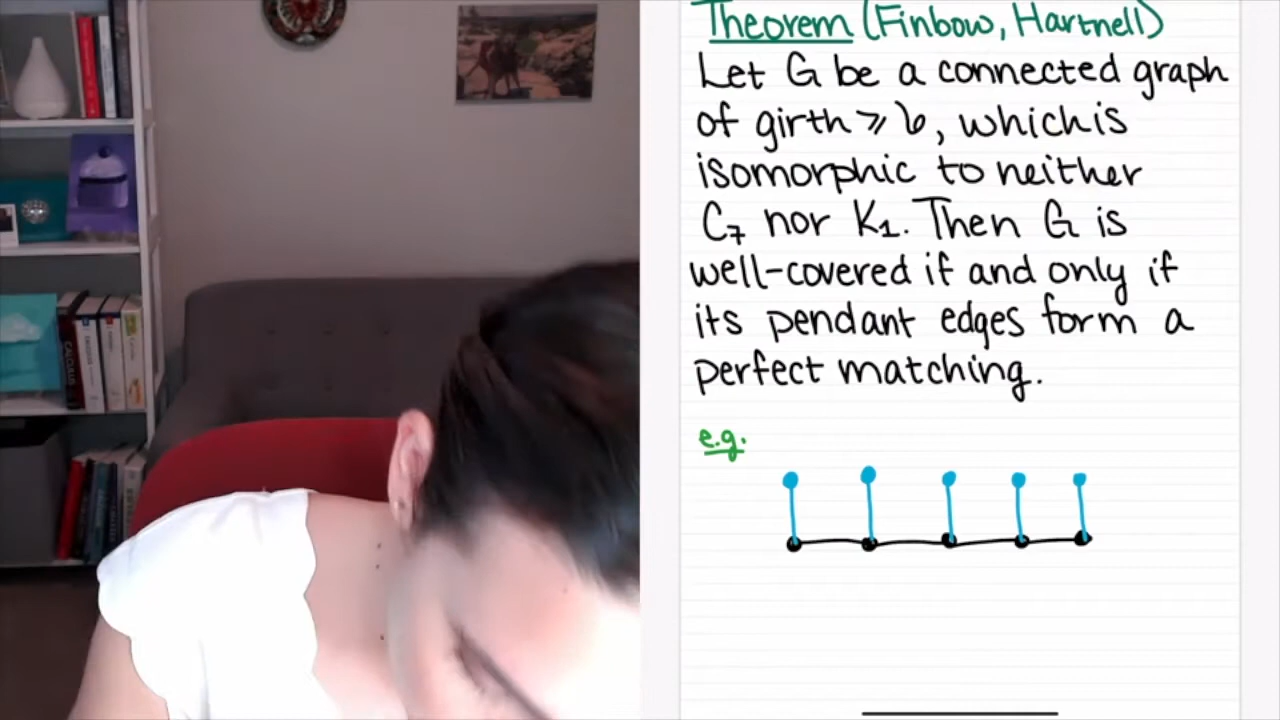 Theorem (Finbow, Hartnell)
Let G be a connected graph
of girth ⩾ 6, which is
isomorphic to neither
C₇ nor K₁. Then G is
well-covered if and only if
its pendant edges form a
perfect matching.
e.g.
CALCULUS